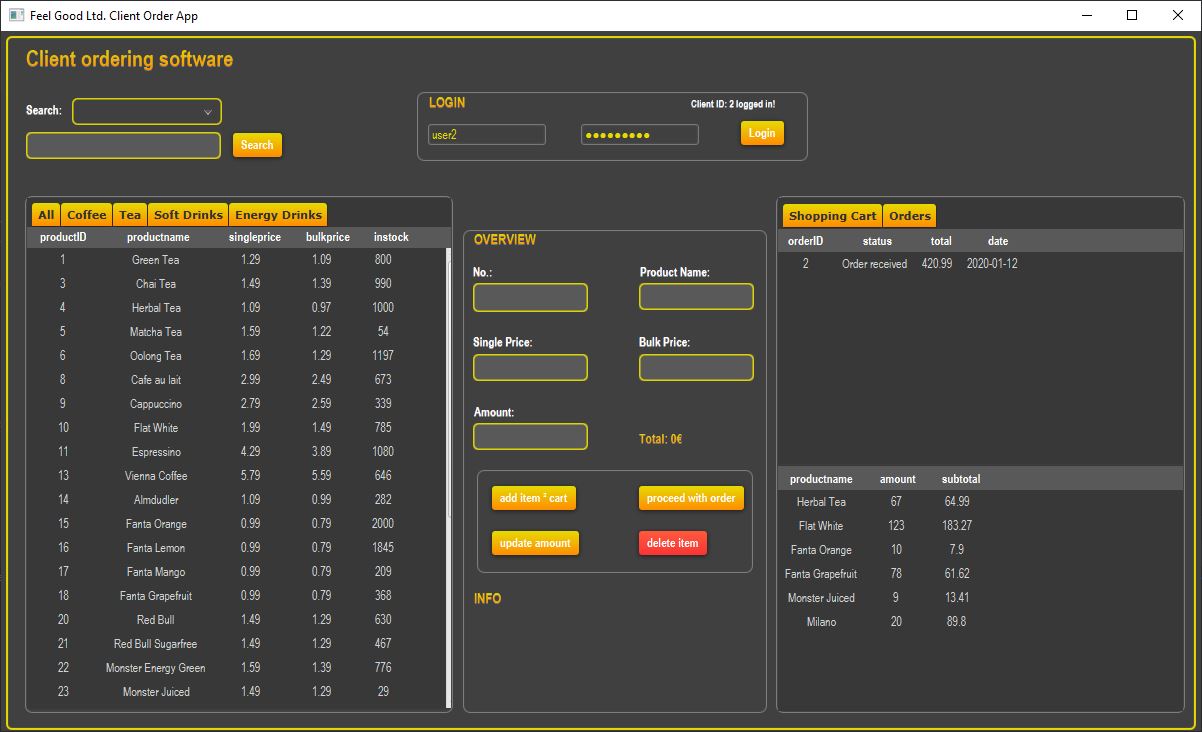 Feel Good Ltd. Client Order App
Client ordering software
Search:
Search
LOGIN
Client ID: 2 logged in!
user2
●●●●●●●●●
Login
All Coffee Tea Soft Drinks Energy Drinks
productID productname singleprice bulkprice instock
1 Green Tea 1.29 1.09 800
3 Chai Tea 1.49 1.39 990
4 Herbal Tea 1.09 0.97 1000
5 Matcha Tea 1.59 1.22 54
6 Oolong Tea 1.69 1.29 1197
8 Cafe au lait 2.99 2.49 673
9 Cappuccino 2.79 2.59 339
10 Flat White 1.99 1.49 785
11 Espressino 4.29 3.89 1080
13 Vienna Coffee 5.79 5.59 646
14 Almdudler 1.09 0.99 282
15 Fanta Orange 0.99 0.79 2000
16 Fanta Lemon 0.99 0.79 1845
17 Fanta Mango 0.99 0.79 209
18 Fanta Grapefruit 0.99 0.79 368
20 Red Bull 1.49 1.29 630
21 Red Bull Sugarfree 1.49 1.29 467
22 Monster Energy Green 1.59 1.39 776
23 Monster Juiced 1.49 1.29 29
OVERVIEW
No.: Product Name:
Single Price: Bulk Price:
Amount:
Total: 0€
add item ² cart proceed with order
update amount delete item
INFO
Shopping Cart Orders
orderID status total date
2 Order received 420.99 2020-01-12
productname amount subtotal
Herbal Tea 67 64.99
Flat White 123 183.27
Fanta Orange 10 7.9
Fanta Grapefruit 78 61.62
Monster Juiced 9 13.41
Milano 20 89.8